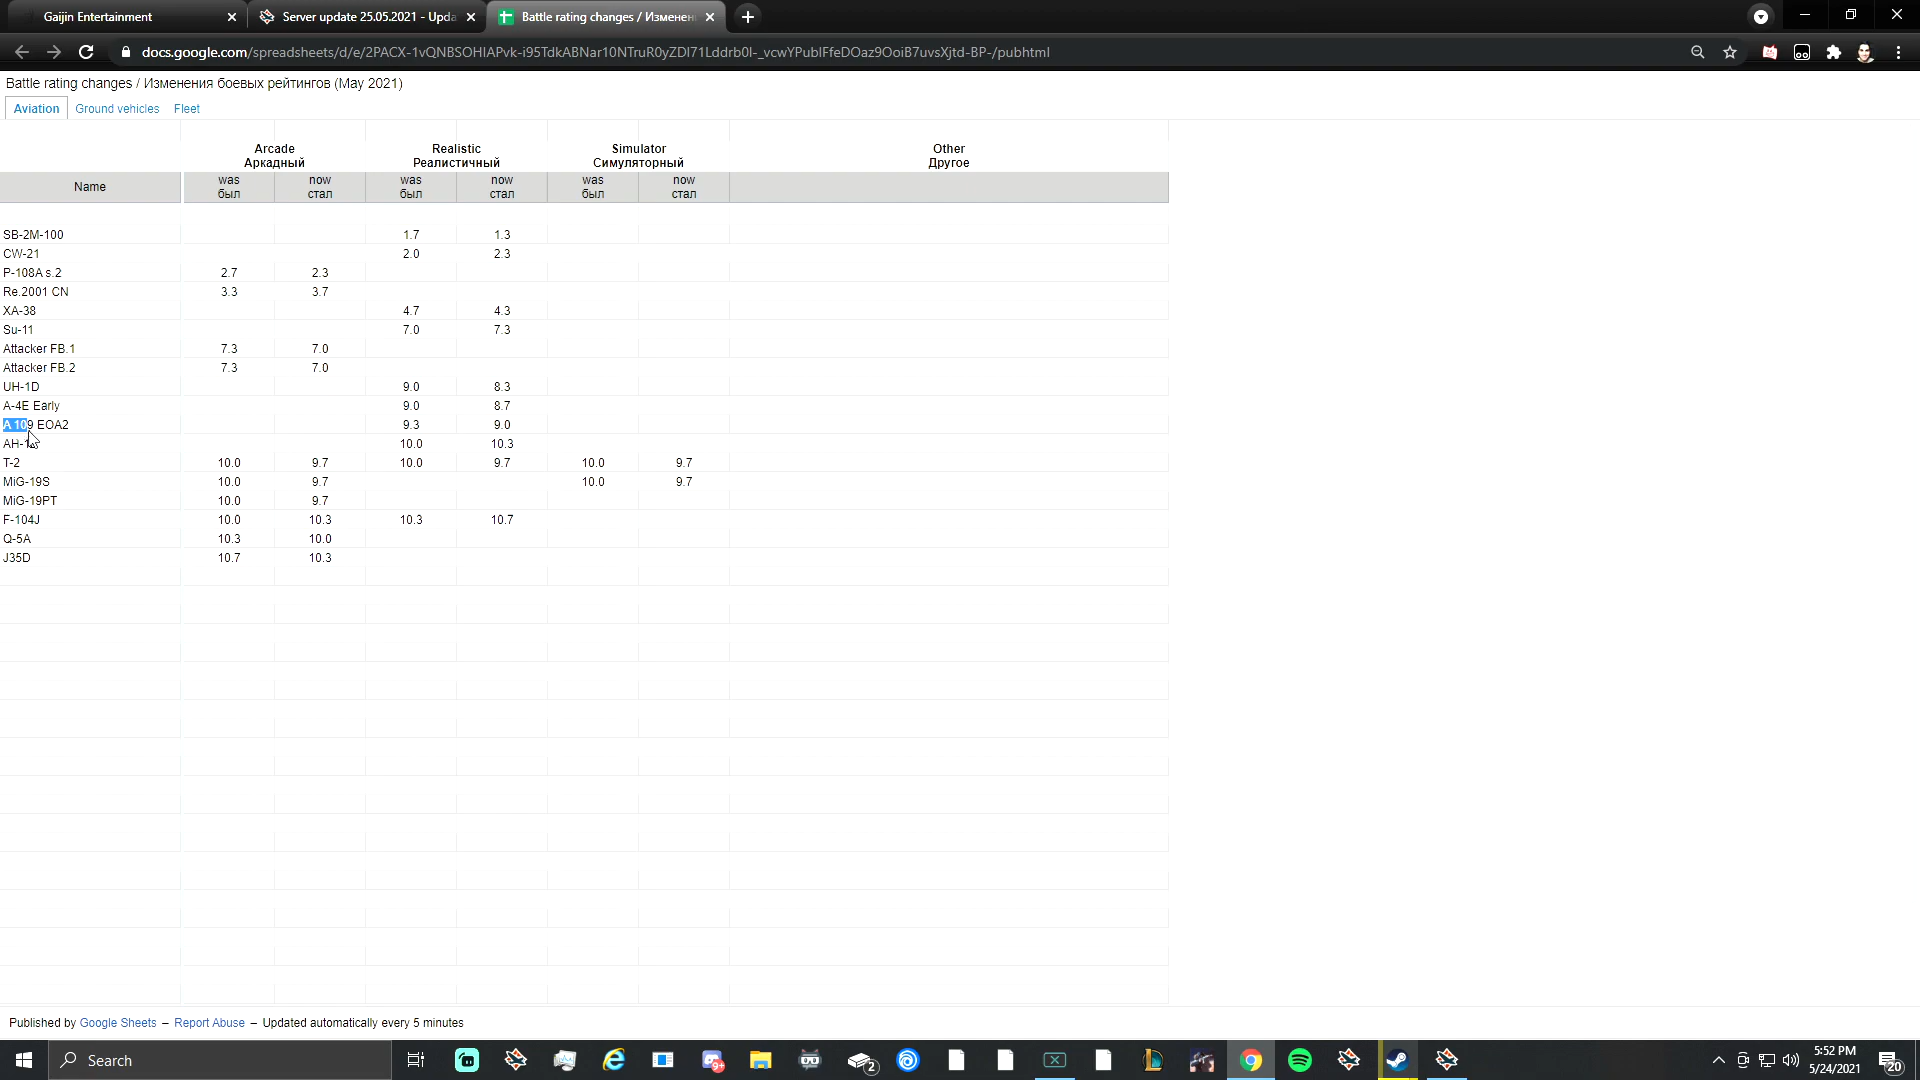 Gaijin Entertainment
Server update 25.05.2021 - Upda
Battle rating changes / Изменен
docs.google.com/spreadsheets/d/e/2PACX-1vQNBSOHIAPvk-i95TdkABNar10NTruR0yZDl71Lddrb0l-_vcwYPublFfeDOaz9OoiB7uvsXjtd-BP-/pubhtml
Battle rating changes / Изменения боевых рейтингов (May 2021)
Aviation Ground vehicles Fleet
Arcade Realistic Simulator Other
Аркадный Реалистичный Симуляторный Другое
Name was now was now was now
был стал был стал был стал
SB-2M-100 1.7 1.3
CW-21 2.0 2.3
P-108A s.2 2.7 2.3
Re.2001 CN 3.3 3.7
XA-38 4.7 4.3
Su-11 7.0 7.3
Attacker FB.1 7.3 7.0
Attacker FB.2 7.3 7.0
UH-1D 9.0 8.3
A-4E Early 9.0 8.7
A 109 EOA2 9.3 9.0
AH-1 10.0 10.3
T-2 10.0 9.7 10.0 9.7 10.0 9.7
MiG-19S 10.0 9.7 10.0 9.7
MiG-19PT 10.0 9.7
F-104J 10.0 10.3 10.3 10.7
Q-5A 10.3 10.0
J35D 10.7 10.3
Published by Google Sheets – Report Abuse – Updated automatically every 5 minutes
Search
9+
2
5:52 PM
5/24/2021
20